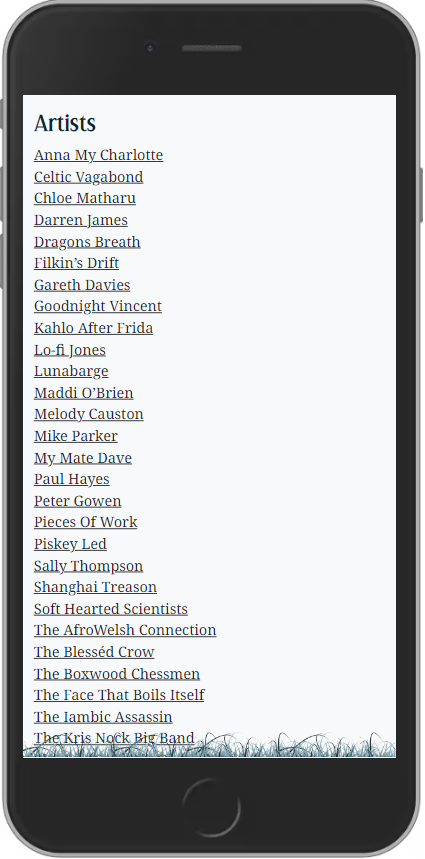 Artists
Anna My Charlotte
Celtic Vagabond
Chloe Matharu
Darren James
Dragons Breath
Filkin’s Drift
Gareth Davies
Goodnight Vincent
Kahlo After Frida
Lo-fi Jones
Lunabarge
Maddi O’Brien
Melody Causton
Mike Parker
My Mate Dave
Paul Hayes
Peter Gowen
Pieces Of Work
Piskey Led
Sally Thompson
Shanghai Treason
Soft Hearted Scientists
The AfroWelsh Connection
The Blesséd Crow
The Boxwood Chessmen
The Face That Boils Itself
The Iambic Assassin
The Kris Nock Big Band